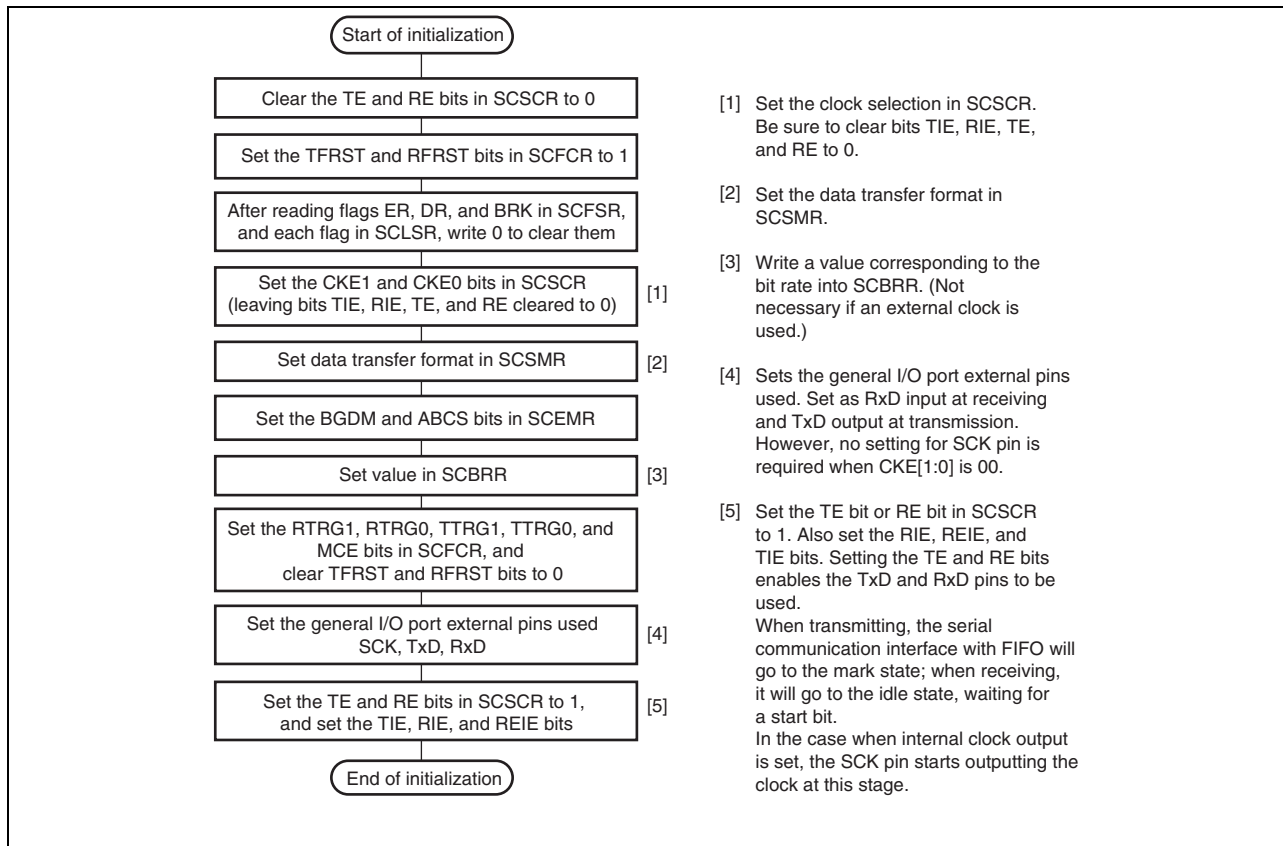 Start of initialization
Clear the TE and RE bits in SCSCR to 0
Set the TFRST and RFRST bits in SCFCR to 1
After reading flags ER, DR, and BRK in SCFSR,
and each flag in SCLSR, write 0 to clear them
Set the CKE1 and CKE0 bits in SCSCR
(leaving bits TIE, RIE, TE, and RE cleared to 0)
[1]
Set data transfer format in SCSMR
[2]
Set the BGDM and ABCS bits in SCEMR
Set value in SCBRR
[3]
Set the RTRG1, RTRG0, TTRG1, TTRG0, and
MCE bits in SCFCR, and
clear TFRST and RFRST bits to 0
Set the general I/O port external pins used
SCK, TxD, RxD
[4]
Set the TE and RE bits in SCSCR to 1,
and set the TIE, RIE, and REIE bits
[5]
End of initialization
[1] Set the clock selection in SCSCR.
Be sure to clear bits TIE, RIE, TE,
and RE to 0.
[2] Set the data transfer format in
SCSMR.
[3] Write a value corresponding to the
bit rate into SCBRR. (Not
necessary if an external clock is
used.)
[4] Sets the general I/O port external pins
used. Set as RxD input at receiving
and TxD output at transmission.
However, no setting for SCK pin is
required when CKE[1:0] is 00.
[5] Set the TE bit or RE bit in SCSCR
to 1. Also set the RIE, REIE, and
TIE bits. Setting the TE and RE bits
enables the TxD and RxD pins to be
used.
When transmitting, the serial
communication interface with FIFO will
go to the mark state; when receiving,
it will go to the idle state, waiting for
a start bit.
In the case when internal clock output
is set, the SCK pin starts outputting the
clock at this stage.